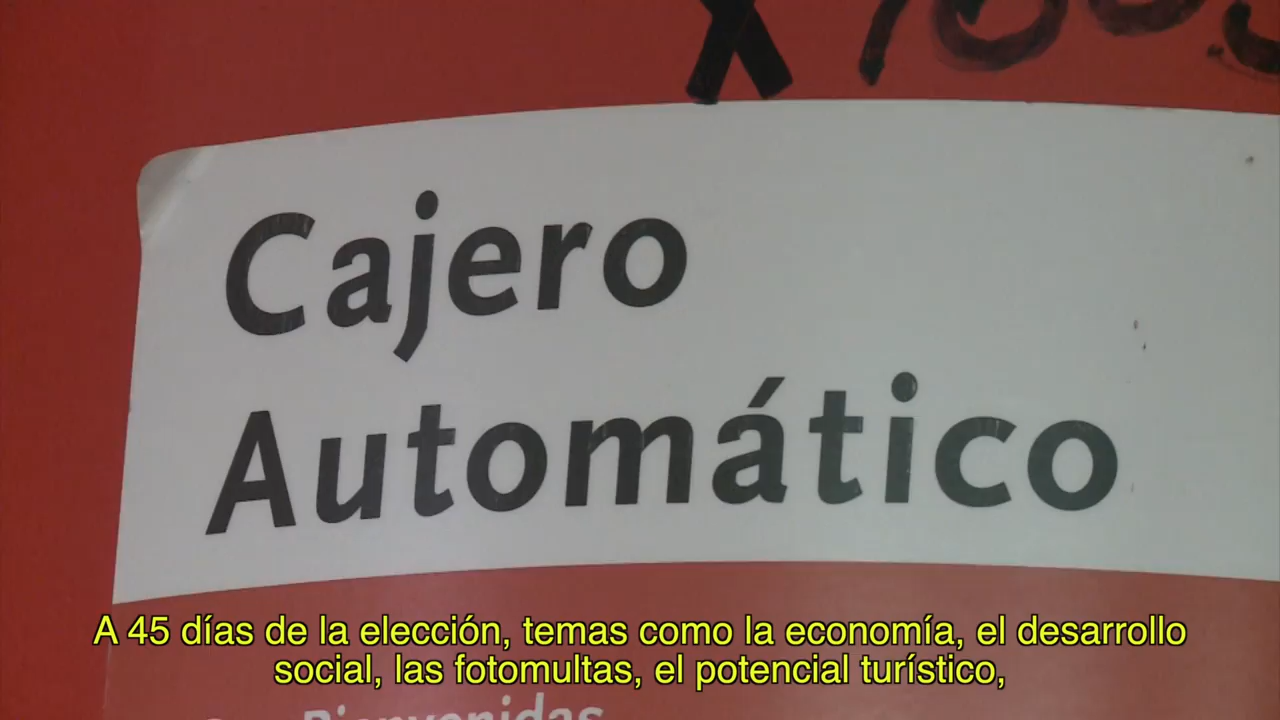 Cajero
Automático
A 45 días de la elección, temas como la economía, el desarrollo
social, las fotomultas, el potencial turístico,
Bienvenidas